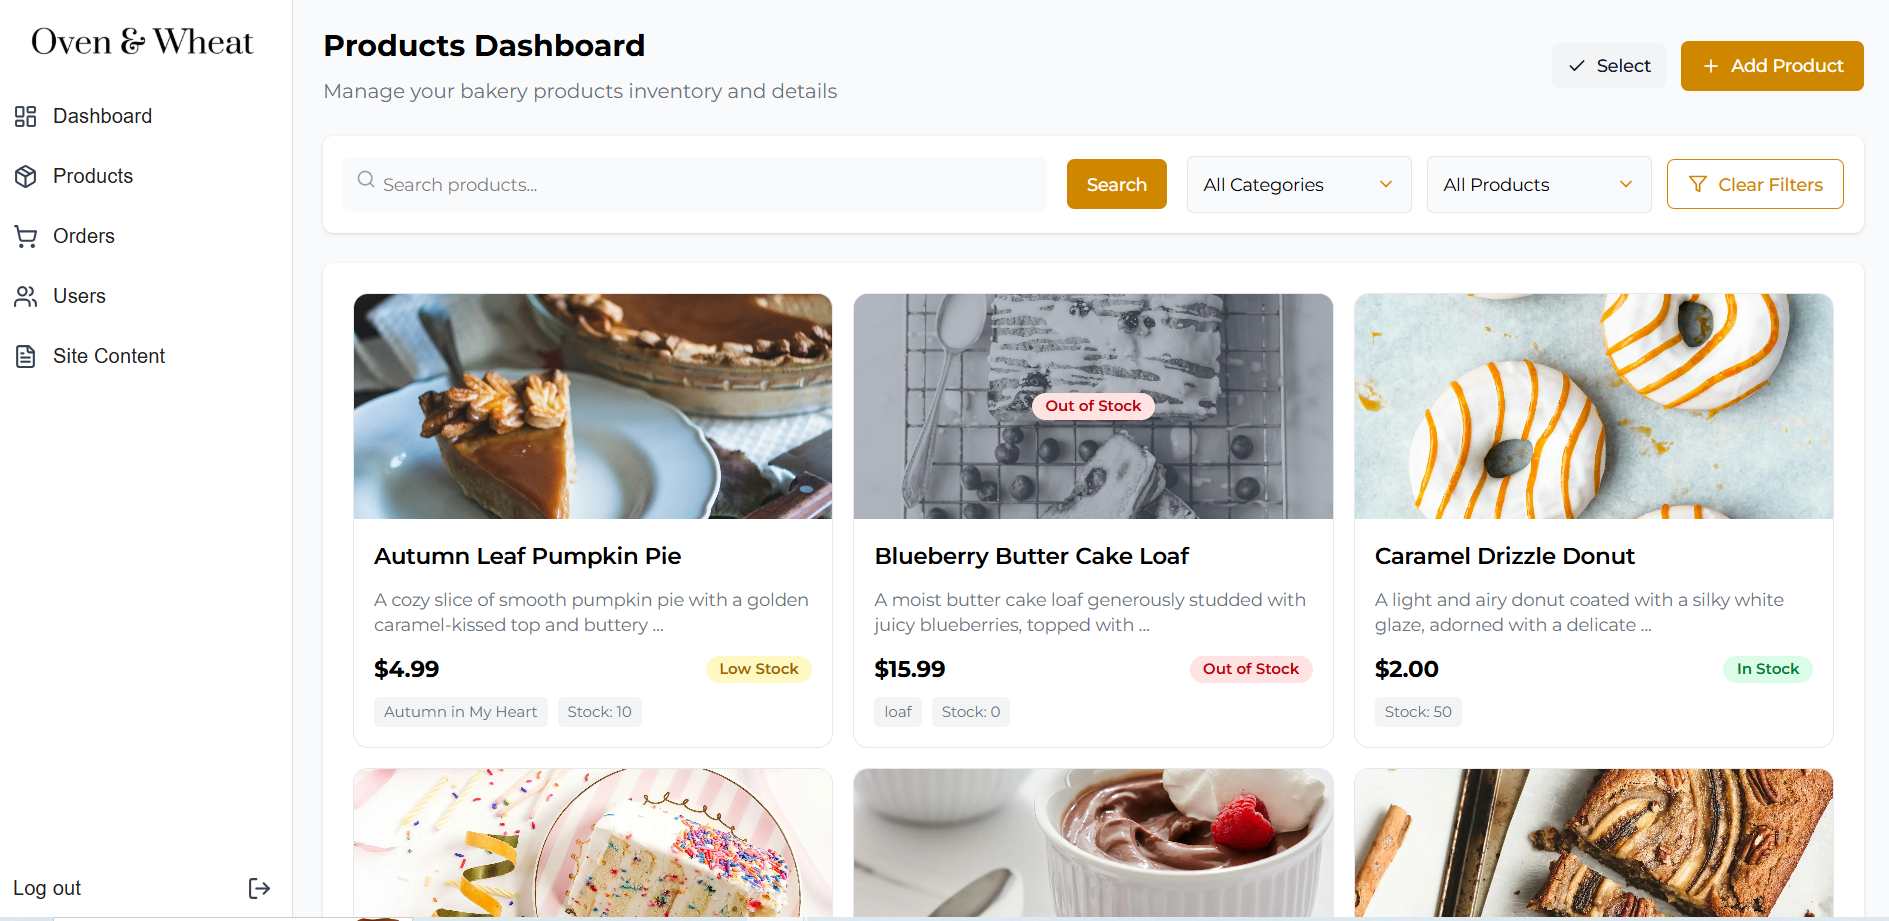 Oven & Wheat
Dashboard
Products
Orders
Users
Site Content
Log out
Products Dashboard
Manage your bakery products inventory and details
Select
Add Product
Search products...
Search
All Categories
All Products
Clear Filters
Out of Stock
Autumn Leaf Pumpkin Pie
A cozy slice of smooth pumpkin pie with a golden
caramel-kissed top and buttery ...
$4.99
Low Stock
Autumn in My Heart
Stock: 10
Blueberry Butter Cake Loaf
A moist butter cake loaf generously studded with
juicy blueberries, topped with ...
$15.99
Out of Stock
loaf
Stock: 0
Caramel Drizzle Donut
A light and airy donut coated with a silky white
glaze, adorned with a delicate ...
$2.00
In Stock
Stock: 50